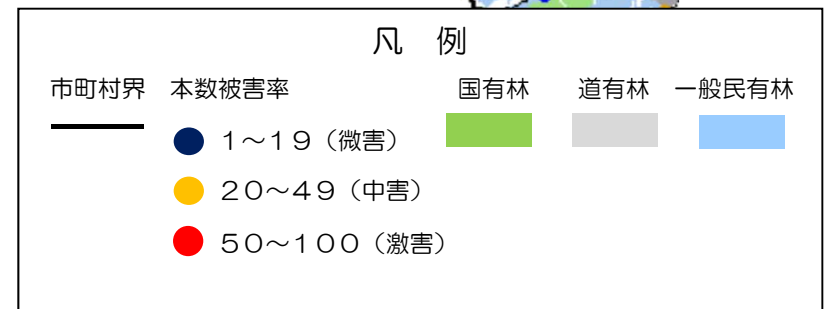 凡　例
市町村界　本数被害率　国有林　道有林　一般民有林
１～１９（微害）
２０～４９（中害）
５０～１００（激害）